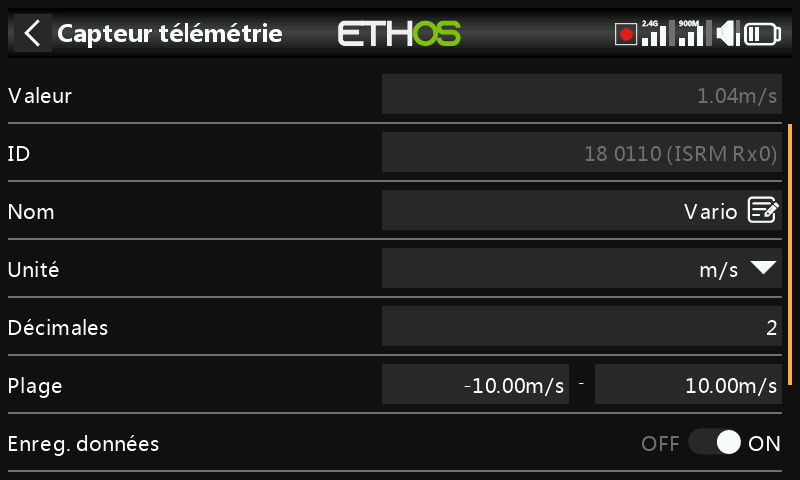 Capteur télémétrie
ETHOS
2.4G
900M
Valeur
1.04m/s
ID
18 0110 (ISRM Rx0)
Nom
Vario
Unité
m/s
Décimales
2
Plage
-10.00m/s - 10.00m/s
Enreg. données
OFF ON